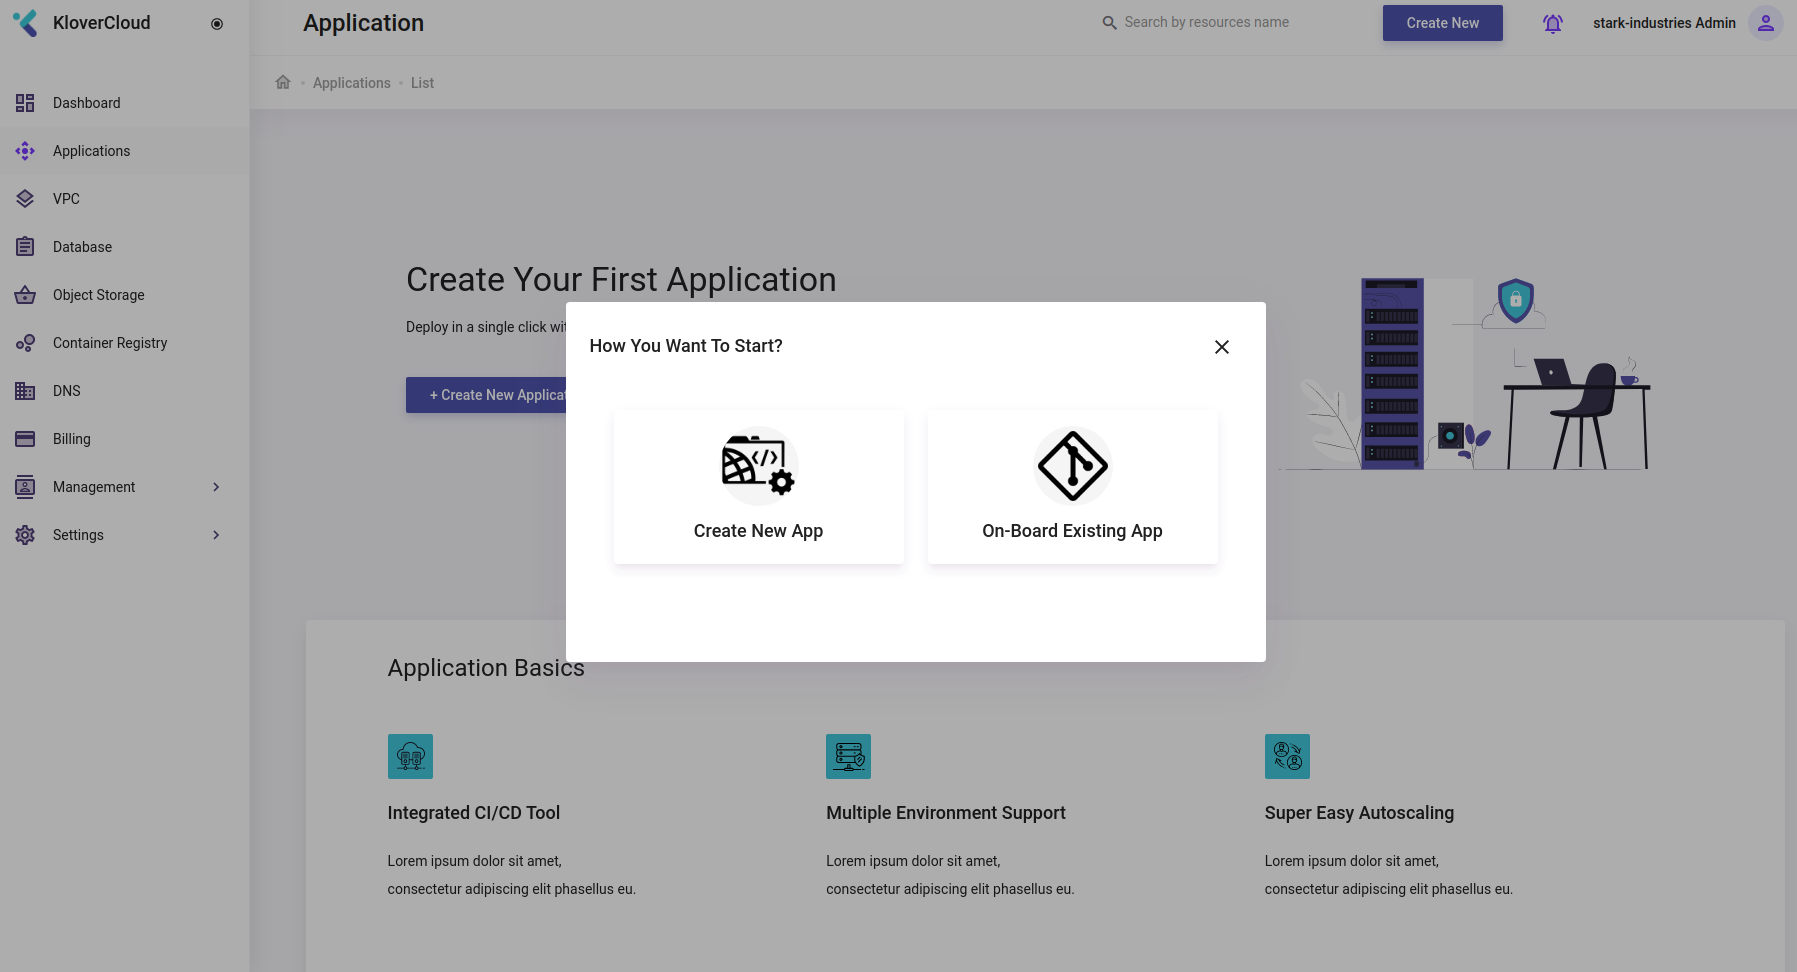 KloverCloud
Application
Search by resources name
Create New
stark-industries Admin
Applications
List
Dashboard
Applications
VPC
Database
Object Storage
Container Registry
DNS
Billing
Management
Settings
Create Your First Application
Deploy in a single click
+ Create New
How You Want To Start?
Create New App
On-Board Existing App
Application Basics
Integrated CI/CD Tool
Lorem ipsum dolor sit amet,
consectetur adipiscing elit phasellus eu.
Multiple Environment Support
Lorem ipsum dolor sit amet,
consectetur adipiscing elit phasellus eu.
Super Easy Autoscaling
Lorem ipsum dolor sit amet,
consectetur adipiscing elit phasellus eu.